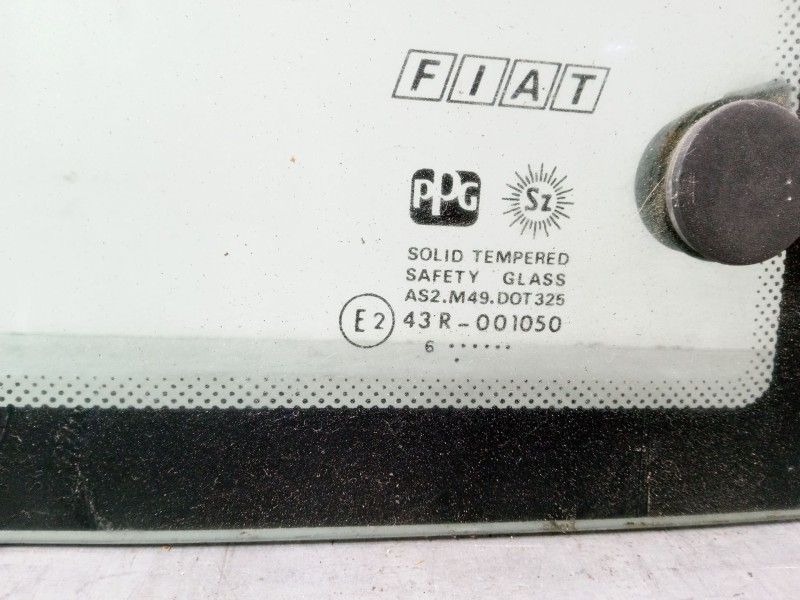 FIAT
PPG Sz
SOLID TEMPERED
SAFETY GLASS
AS2.M49.DOT325
E2 43R-001050
6 ․․․․․․․